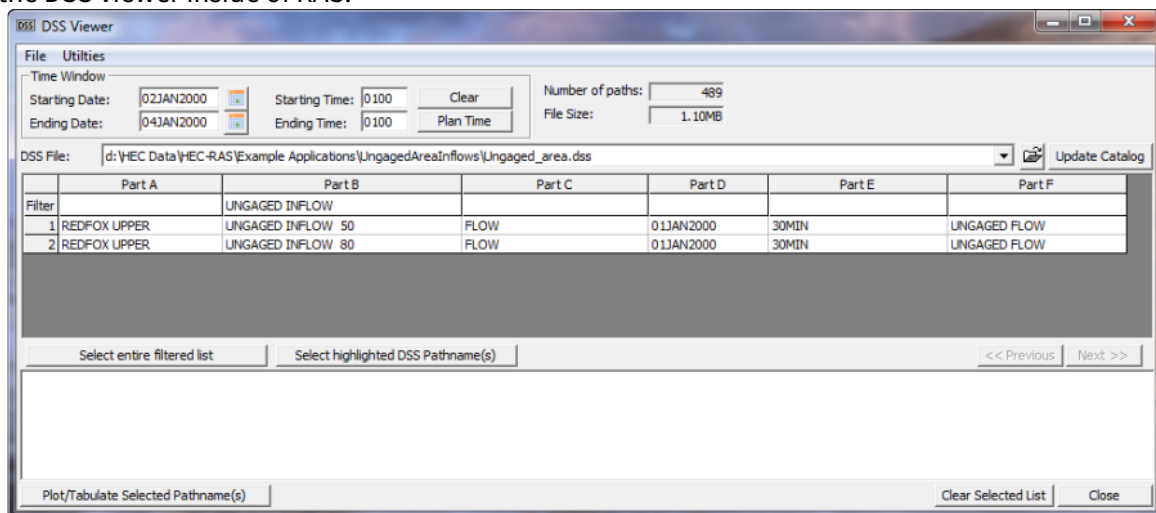 the DSS Viewer inside of RAS.
DSS DSS Viewer
File Utilties
Time Window
Starting Date: 02JAN2000 Starting Time: 0100 Clear Number of paths: 489
Ending Date: 04JAN2000 Ending Time: 0100 Plan Time File Size: 1.10MB
DSS File: d:\HEC Data\HEC-RAS\Example Applications\UngagedAreaInflows\Ungaged_area.dss Update Catalog
Part A Part B Part C Part D Part E Part F
Filter UNGAGED INFLOW
1 REDFOX UPPER UNGAGED INFLOW 50 FLOW 01JAN2000 30MIN UNGAGED FLOW
2 REDFOX UPPER UNGAGED INFLOW 80 FLOW 01JAN2000 30MIN UNGAGED FLOW
Select entire filtered list Select highlighted DSS Pathname(s) << Previous Next >>
Plot/Tabulate Selected Pathname(s) Clear Selected List Close